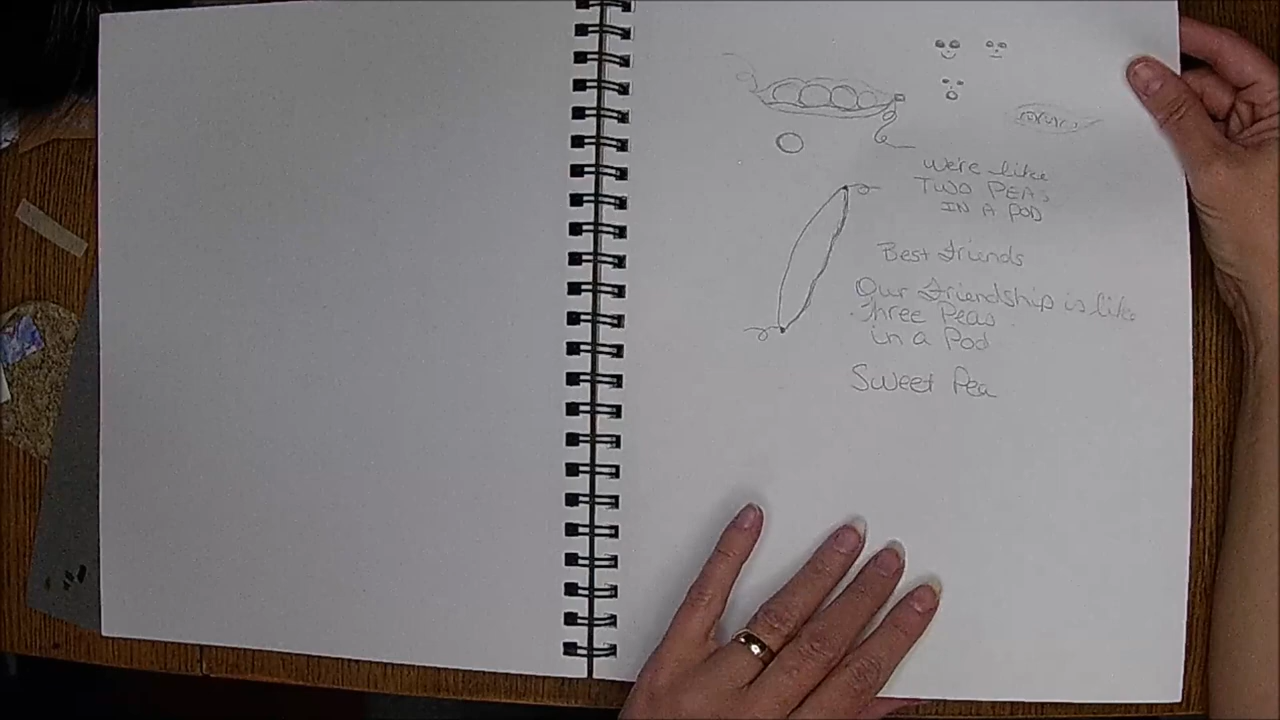 We're like
TWO PEAS
IN A POD
Best Friends
Our Friendship is like
Three Peas
in a Pod
Sweet Pea